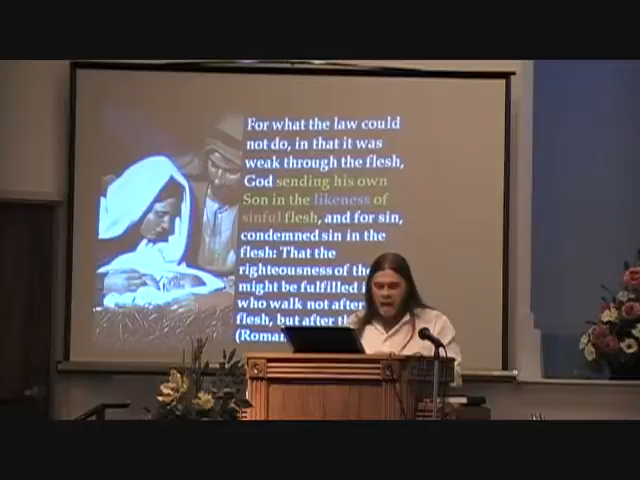 For what the law could
not do, in that it was
weak through the flesh,
God sending his own
Son in the likeness of
sinful flesh, and for sin,
condemned sin in the
flesh: That the
righteousness of the
might be fulfilled
who walk not after
flesh, but after